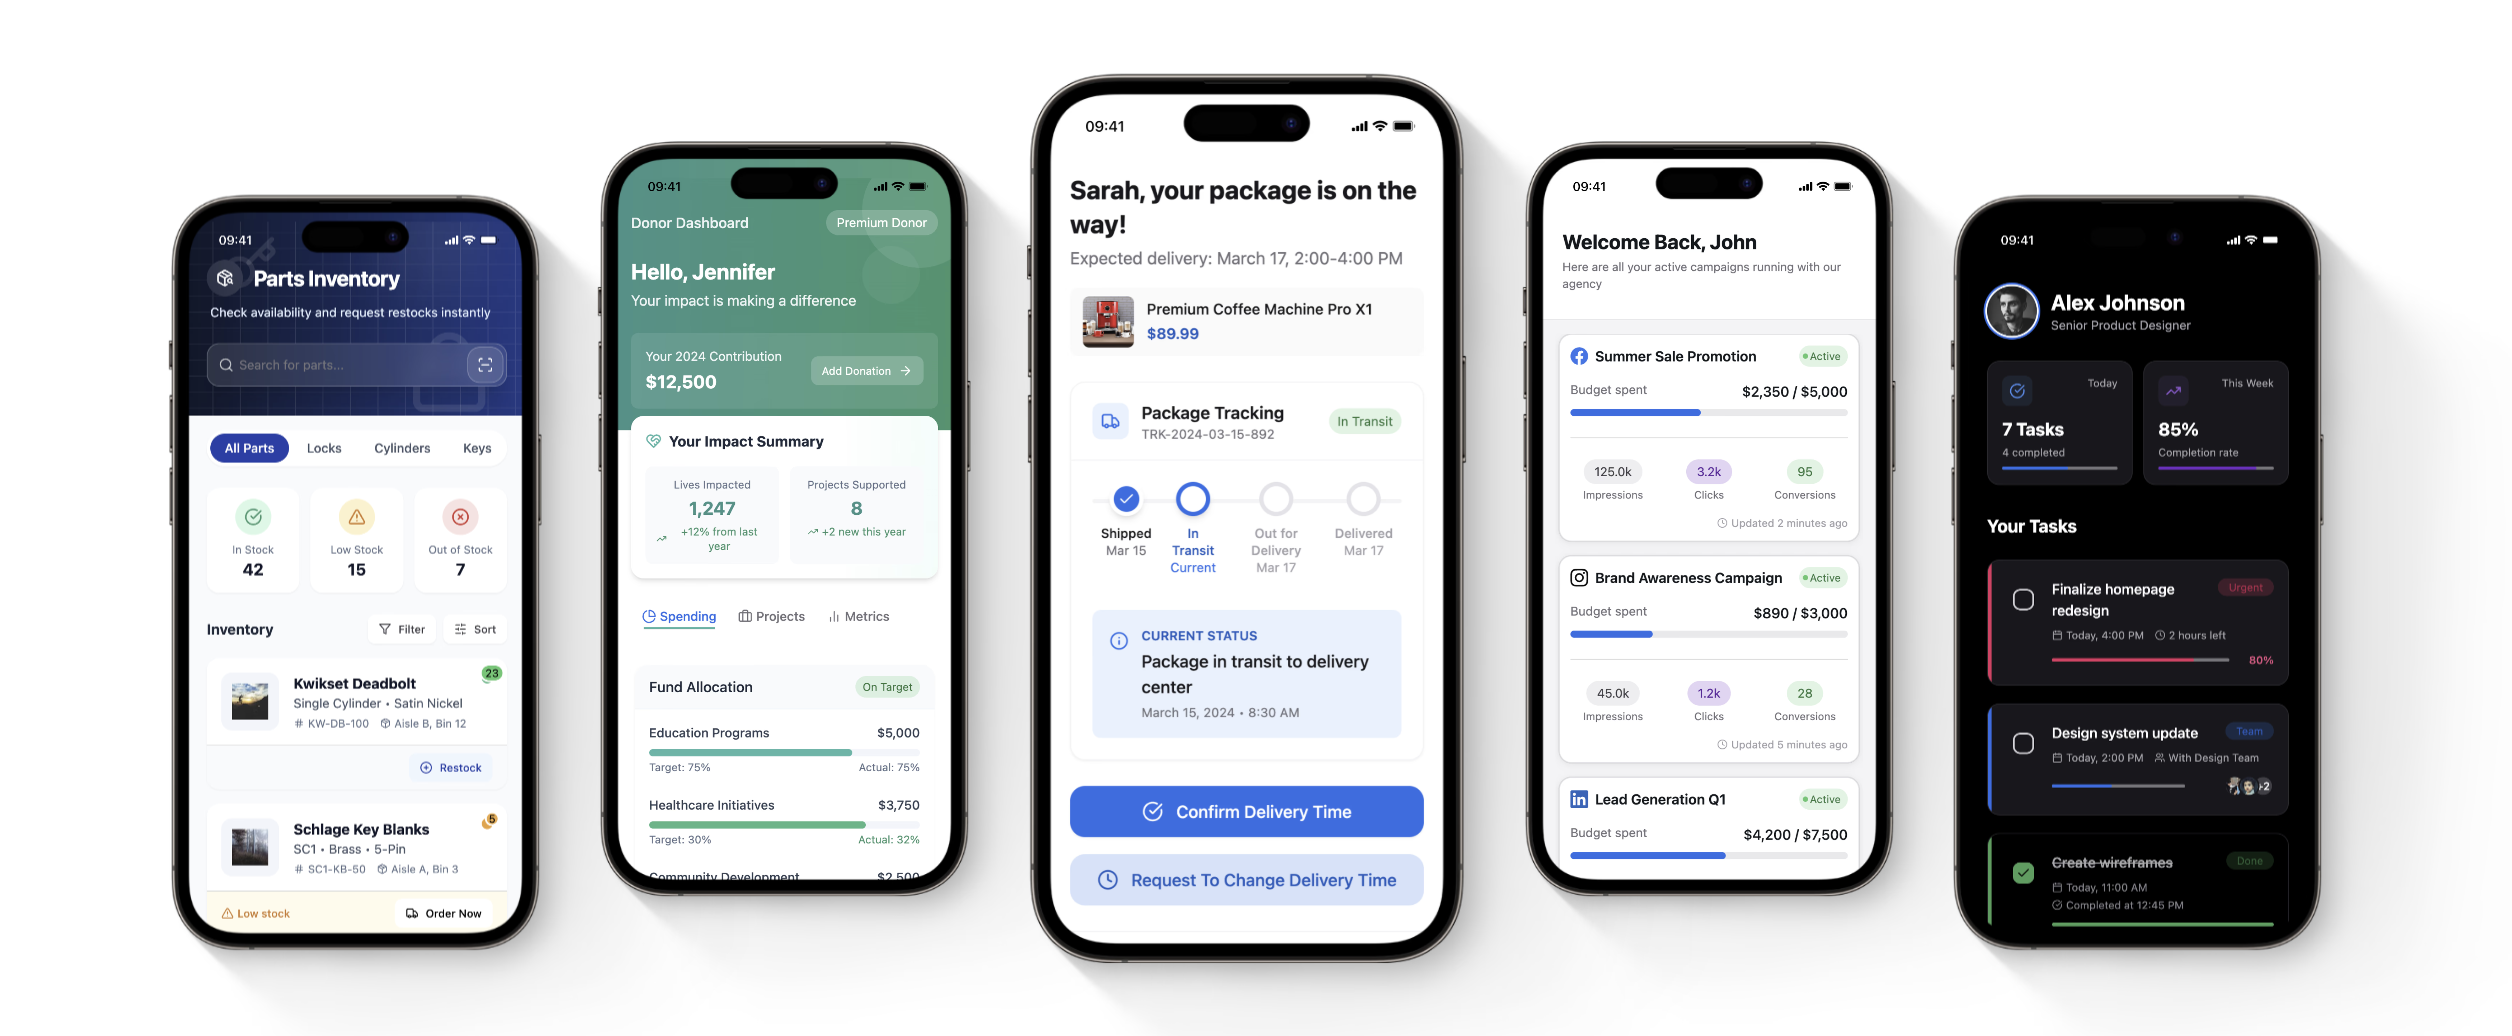 09:41
Parts Inventory
Check availability and request restocks instantly
Search for parts...
All Parts Locks Cylinders Keys
In Stock Low Stock Out of Stock
42 15 7
Inventory Filter Sort
23
Kwikset Deadbolt
Single Cylinder • Satin Nickel
# KW-DB-100 Aisle B, Bin 12
Restock
5
Schlage Key Blanks
SC1 • Brass • 5-Pin
# SC1-KB-50 Aisle A, Bin 3
Low stock Order Now
09:41
Donor Dashboard Premium Donor
Hello, Jennifer
Your impact is making a difference
Your 2024 Contribution
$12,500
Add Donation
Your Impact Summary
Lives Impacted Projects Supported
1,247 8
+12% from last +2 new this year
year
Spending Projects Metrics
Fund Allocation On Target
Education Programs $5,000
Target: 75% Actual: 75%
Healthcare Initiatives $3,750
Target: 30% Actual: 32%
Community Development $2,500
09:41
Sarah, your package is on the
way!
Expected delivery: March 17, 2:00-4:00 PM
Premium Coffee Machine Pro X1
$89.99
Package Tracking
TRK-2024-03-15-892
In Transit
Shipped In Out for Delivered
Mar 15 Transit Delivery Mar 17
Current Mar 17
CURRENT STATUS
Package in transit to delivery
center
March 15, 2024 • 8:30 AM
Confirm Delivery Time
Request To Change Delivery Time
09:41
Welcome Back, John
Here are all your active campaigns running with our
agency
Summer Sale Promotion Active
Budget spent $2,350 / $5,000
125.0k 3.2k 95
Impressions Clicks Conversions
Updated 2 minutes ago
Brand Awareness Campaign Active
Budget spent $890 / $3,000
45.0k 1.2k 28
Impressions Clicks Conversions
Updated 5 minutes ago
in Lead Generation Q1 Active
Budget spent $4,200 / $7,500
09:41
Alex Johnson
Senior Product Designer
Today This Week
7 Tasks 85%
4 completed Completion rate
Your Tasks
Finalize homepage Urgent
redesign
Today, 4:00 PM 2 hours left
80%
Design system update Team
Today, 2:00 PM With Design Team
+2
Create wireframes Done
Today, 11:00 AM
Completed at 12:45 PM